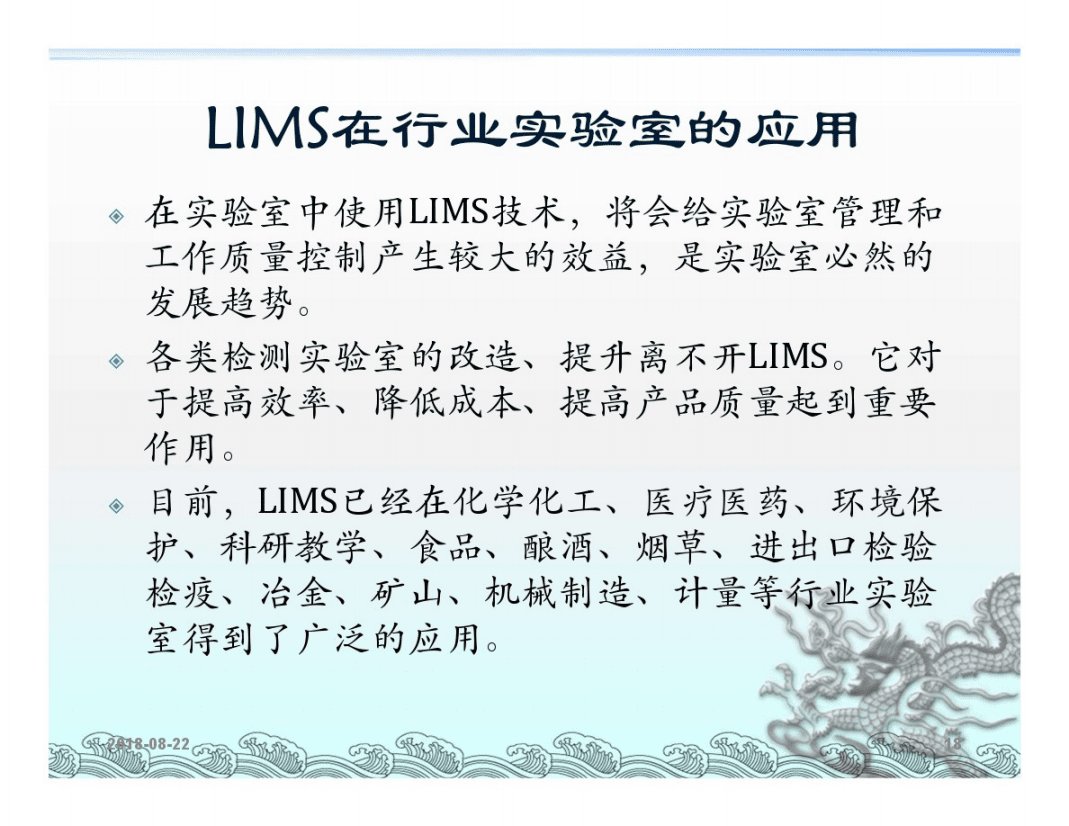 LIMS在行业实验室的应用
在实验室中使用LIMS技术，将会给实验室管理和
工作质量控制产生较大的效益，是实验室必然的
发展趋势。
各类检测实验室的改造、提升离不开LIMS。它对
于提高效率、降低成本、提高产品质量起到重要
作用。
目前，LIMS已经在化学化工、医疗医药、环境保
护、科研教学、食品、酿酒、烟草、进出口检验
检疫、冶金、矿山、机械制造、计量等行业实验
室得到了广泛的应用。
2018-08-22
18